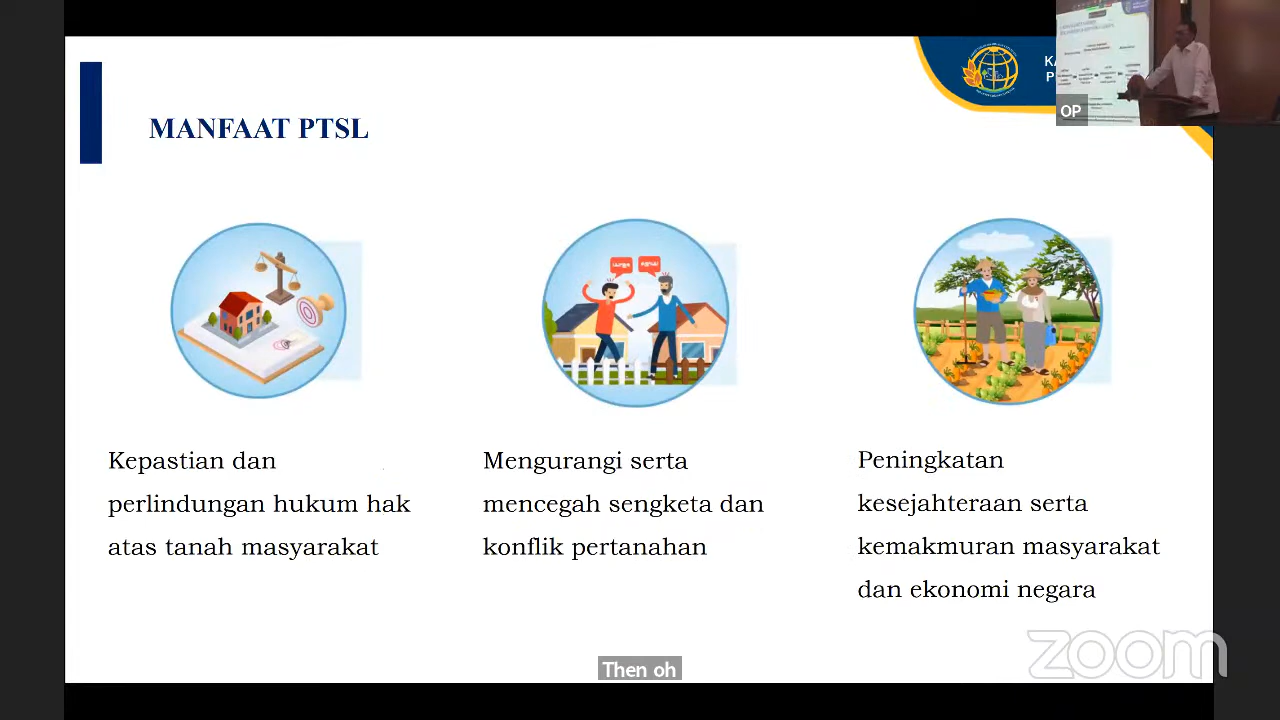 MANFAAT PTSL
KA
P
OP
Kepastian dan
perlindungan hukum hak
atas tanah masyarakat
Mengurangi serta
mencegah sengketa dan
konflik pertanahan
Peningkatan
kesejahteraan serta
kemakmuran masyarakat
dan ekonomi negara
zoom
Then oh